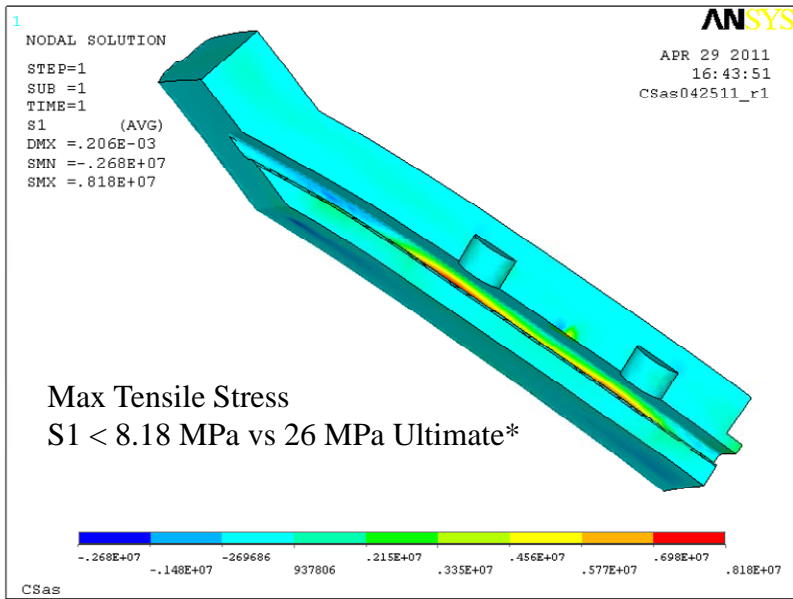 1
ANSYS
NODAL SOLUTION
APR 29 2011
16:43:51
CSas042511_r1
STEP=1
SUB =1
TIME=1
S1 (AVG)
DMX =.206E-03
SMN =-.268E+07
SMX =.818E+07
Max Tensile Stress
S1 < 8.18 MPa vs 26 MPa Ultimate*
-.268E+07 -269686 .215E+07 .456E+07 .698E+07
-.148E+07 937806 .335E+07 .577E+07 .818E+07
CSas